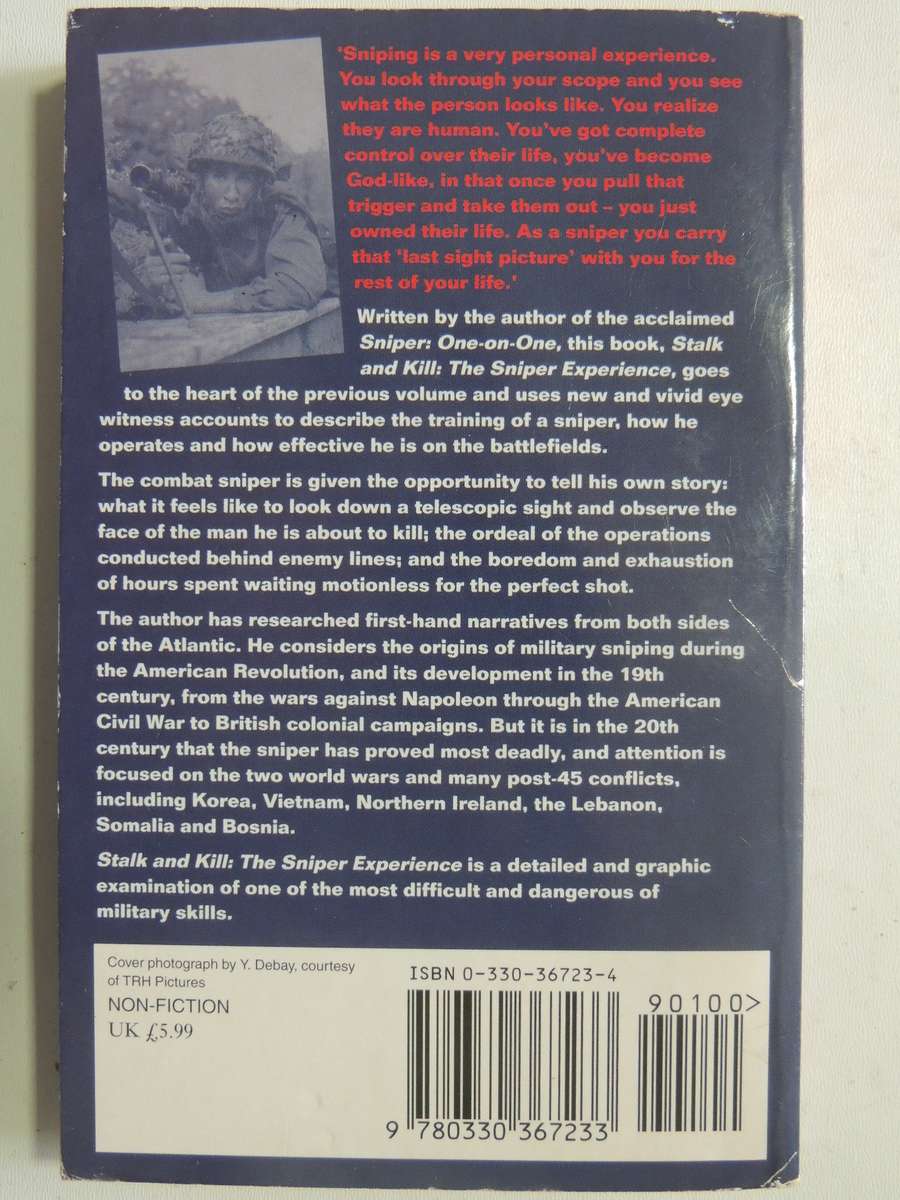 'Sniping is a very personal experience.
You look through your scope and you see
what the person looks like. You realize
they are human. You've got complete
control over their life, you've become
God-like, in that once you pull that
trigger and take them out – you just
owned their life. As a sniper you carry
that 'last sight picture' with you for the
rest of your life.'
Written by the author of the acclaimed
Sniper: One-on-One, this book, Stalk
and Kill: The Sniper Experience, goes
to the heart of the previous volume and uses new and vivid eye
witness accounts to describe the training of a sniper, how he
operates and how effective he is on the battlefields.
The combat sniper is given the opportunity to tell his own story:
what it feels like to look down a telescopic sight and observe the
face of the man he is about to kill; the ordeal of the operations
conducted behind enemy lines; and the boredom and exhaustion
of hours spent waiting motionless for the perfect shot.
The author has researched first-hand narratives from both sides
of the Atlantic. He considers the origins of military sniping during
the American Revolution, and its development in the 19th
century, from the wars against Napoleon through the American
Civil War to British colonial campaigns. But it is in the 20th
century that the sniper has proved most deadly, and attention is
focused on the two world wars and many post-45 conflicts,
including Korea, Vietnam, Northern Ireland, the Lebanon,
Somalia and Bosnia.
Stalk and Kill: The Sniper Experience is a detailed and graphic
examination of one of the most difficult and dangerous of
military skills.
Cover photograph by Y. Debay, courtesy
of TRH Pictures
NON-FICTION
UK £5.99
ISBN 0-330-36723-4
90100>
9 780330 367233